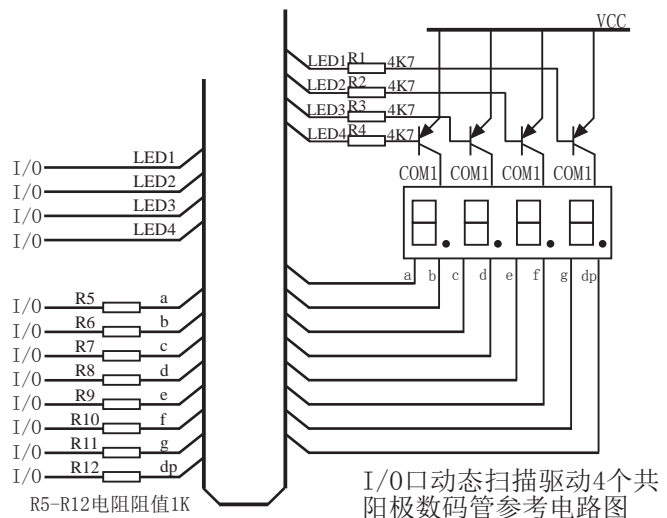 VCC
LED1 R1 4K7
LED2 R2 4K7
LED3 R3 4K7
LED4 R4 4K7
COM1 COM1 COM1 COM1
I/O LED1
I/O LED2
I/O LED3
I/O LED4
a b c d e f g dp
I/O R5 a
I/O R6 b
I/O R7 c
I/O R8 d
I/O R9 e
I/O R10 f
I/O R11 g
I/O R12 dp
R5-R12电阻阻值1K
I/O口动态扫描驱动4个共
阳极数码管参考电路图